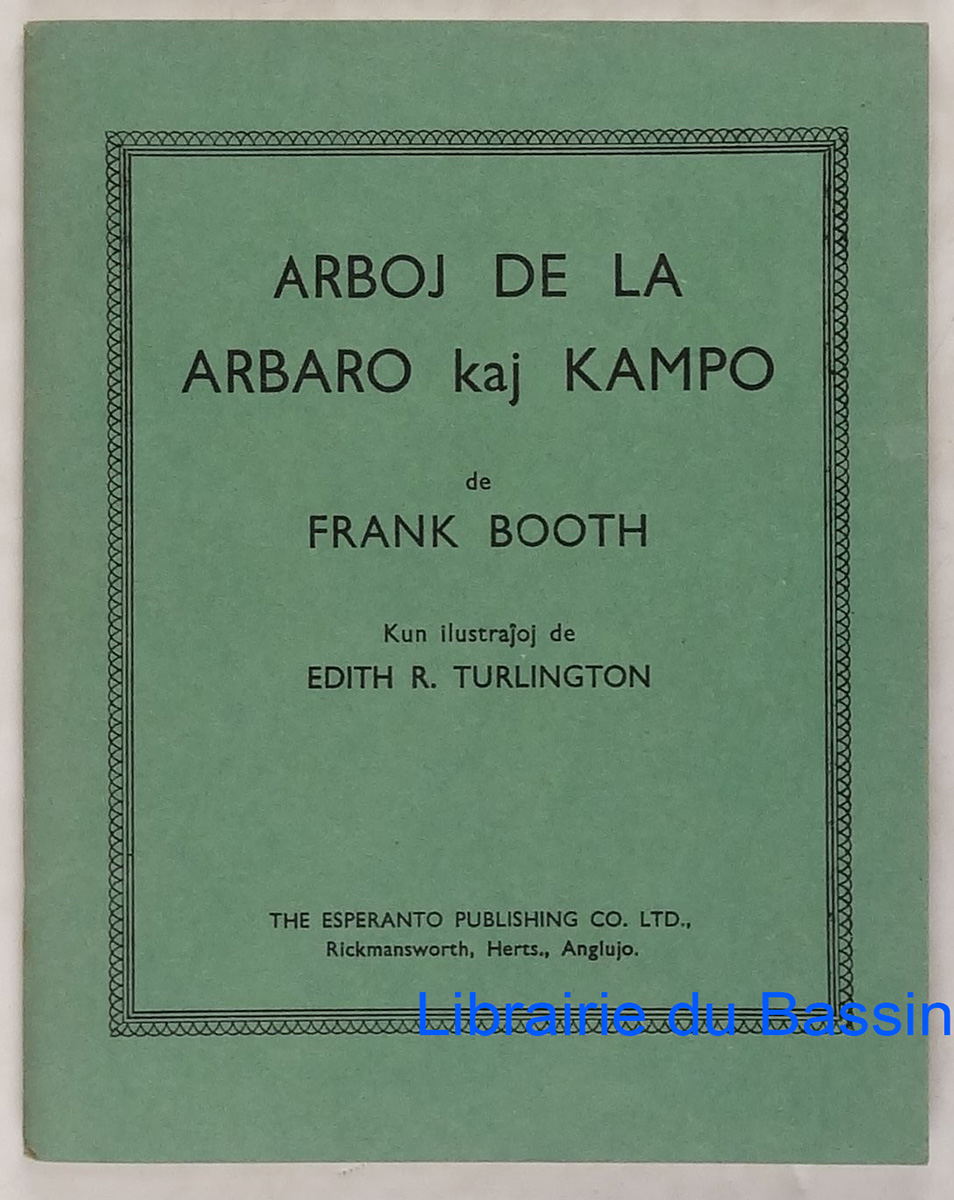 ARBOJ DE LA
ARBARO kaj KAMPO
de
FRANK BOOTH
Kun ilustraĵoj de
EDITH R. TURLINGTON
THE ESPERANTO PUBLISHING CO. LTD.,
Rickmansworth, Herts., Anglujo.
Librairie du Bassin